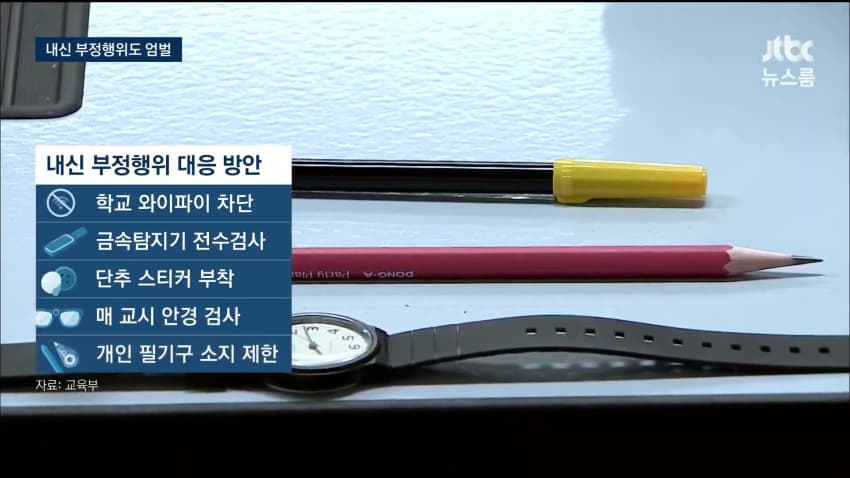 내신 부정행위도 엄벌
jtbc
뉴스룸
내신 부정행위 대응 방안
학교 와이파이 차단
금속탐지기 전수검사
단추 스티커 부착
매 교시 안경 검사
개인 필기구 소지 제한
자료: 교육부
DONG-A Party